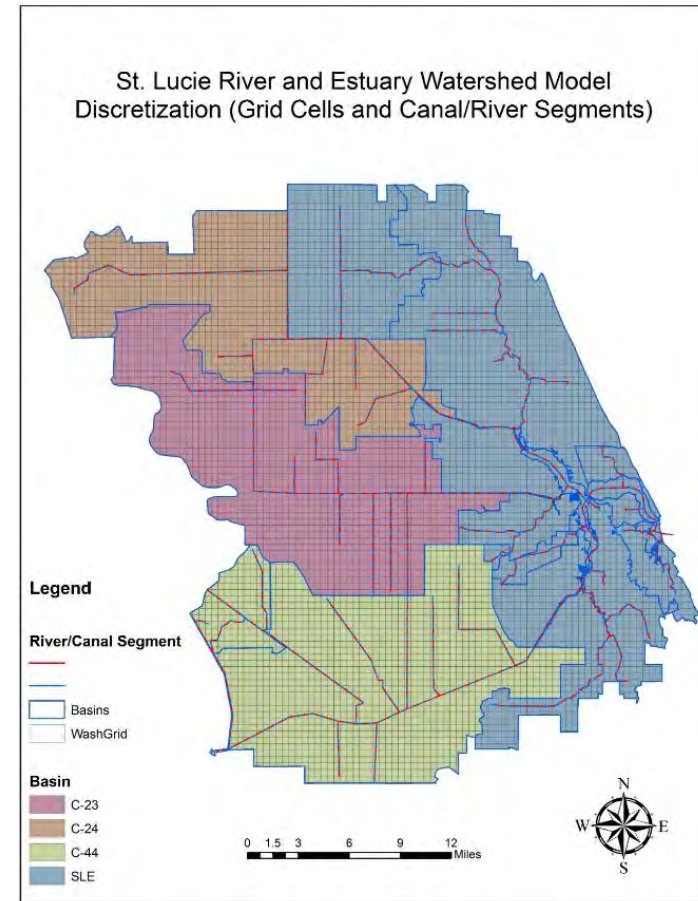 St. Lucie River and Estuary Watershed Model
Discretization (Grid Cells and Canal/River Segments)
Legend
River/Canal Segment
Basins
WashGrid
Basin
C-23
C-24
C-44
SLE
0 1.5 3 6 9 12
Miles
N
W E
S